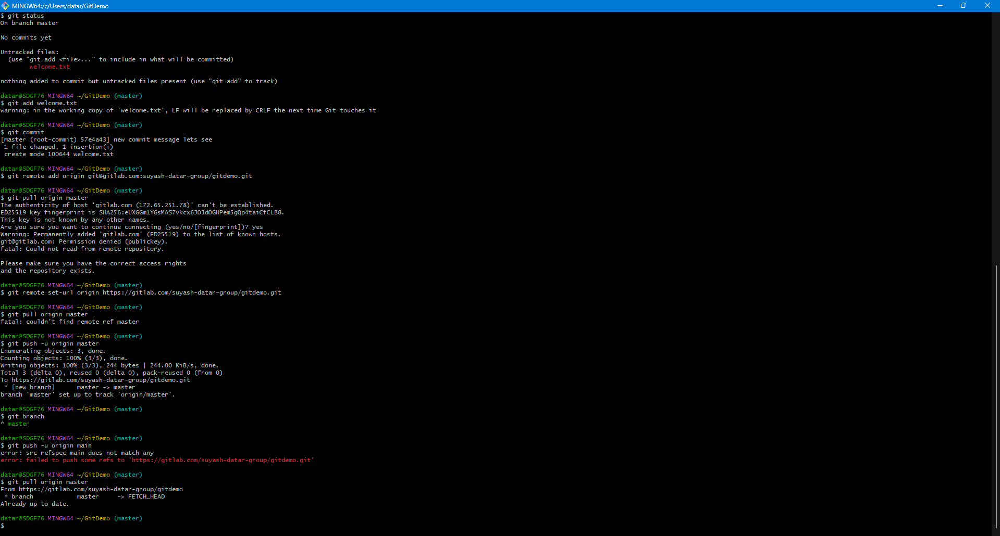 MINGW64:/c/Users/datar/GitDemo
$ git status
On branch master
No commits yet
Untracked files:
  (use "git add <file>..." to include in what will be committed)
        welcome.txt
nothing added to commit but untracked files present (use "git add" to track)
datar@SDGF76 MINGW64 ~/GitDemo (master)
$ git add welcome.txt
warning: in the working copy of 'welcome.txt', LF will be replaced by CRLF the next time Git touches it
datar@SDGF76 MINGW64 ~/GitDemo (master)
$ git commit
[master (root-commit) 57e4a43] new commit message lets see
 1 file changed, 1 insertion(+)
 create mode 100644 welcome.txt
datar@SDGF76 MINGW64 ~/GitDemo (master)
$ git remote add origin git@gitlab.com:suyash-datar-group/gitdemo.git
datar@SDGF76 MINGW64 ~/GitDemo (master)
$ git pull origin master
The authenticity of host 'gitlab.com (172.65.251.78)' can't be established.
ED25519 key fingerprint is SHA256:eUXGGm1YGsMAS7vkcx6JOJdOGHPem5gQp4taiCfCLB8.
This key is not known by any other names.
Are you sure you want to continue connecting (yes/no/[fingerprint])? yes
Warning: Permanently added 'gitlab.com' (ED25519) to the list of known hosts.
git@gitlab.com: Permission denied (publickey).
fatal: Could not read from remote repository.
Please make sure you have the correct access rights
and the repository exists.
datar@SDGF76 MINGW64 ~/GitDemo (master)
$ git remote set-url origin https://gitlab.com/suyash-datar-group/gitdemo.git
datar@SDGF76 MINGW64 ~/GitDemo (master)
$ git pull origin master
fatal: couldn't find remote ref master
datar@SDGF76 MINGW64 ~/GitDemo (master)
$ git push -u origin master
Enumerating objects: 3, done.
Counting objects: 100% (3/3), done.
Writing objects: 100% (3/3), 244 bytes | 244.00 KiB/s, done.
Total 3 (delta 0), reused 0 (delta 0), pack-reused 0 (from 0)
To https://gitlab.com/suyash-datar-group/gitdemo.git
 * [new branch]      master -> master
branch 'master' set up to track 'origin/master'.
datar@SDGF76 MINGW64 ~/GitDemo (master)
$ git branch
* master
datar@SDGF76 MINGW64 ~/GitDemo (master)
$ git push -u origin main
error: src refspec main does not match any
error: failed to push some refs to 'https://gitlab.com/suyash-datar-group/gitdemo.git'
datar@SDGF76 MINGW64 ~/GitDemo (master)
$ git pull origin master
From https://gitlab.com/suyash-datar-group/gitdemo
 * branch            master     -> FETCH_HEAD
Already up to date.
datar@SDGF76 MINGW64 ~/GitDemo (master)
$